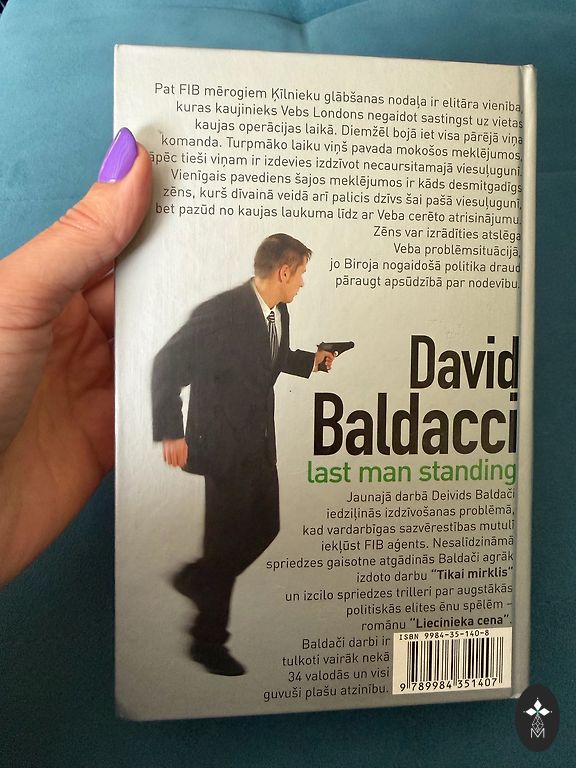 Pat FIB mērogiem Ķīlnieku glābšanas nodaļa ir elitāra vienība,
kuras kaujinieks Vebs Londons negaidot sastingst uz vietas
kaujas operācijas laikā. Diemžēl bojā iet visa pārējā viņa
komanda. Turpmāko laiku viņš pavada mokošos meklējumos,
āpēc tieši viņam ir izdevies izdzīvot necaursitamajā viesuļugunī.
Vienīgais pavediens šajos meklējumos ir kāds desmitgadīgs
zēns, kurš dīvainā veidā arī palicis dzīvs šai pašā viesuļugunī,
bet pazūd no kaujas laukuma līdz ar Veba cerēto atrisinājumu.
Zēns var izrādīties atslēga
Veba problēmsituācijā,
jo Biroja nogaidošā politika draud
pāraugt apsūdzībā par nodevību.
David
Baldacci
last man standing
Jaunajā darbā Deivids Baldači
iedziļinās izdzīvošanas problēmā,
kad vardarbīgas sazvērestības mutulī
iekļūst FIB aģents. Nesalīdzināmā
spriedzes gaisotne atgādinās Baldači agrāk
izdoto darbu "Tikai mirklis"
un izcilo spriedzes trilleri par augstākās
politiskās elites ēnu spēlēm –
romānu "Liecinieka cena".
Baldači darbi ir
tulkoti vairāk nekā
34 valodās un visi
guvuši plašu atzinību.
ISBN 9984-35-140-8
9 789984 351407
M